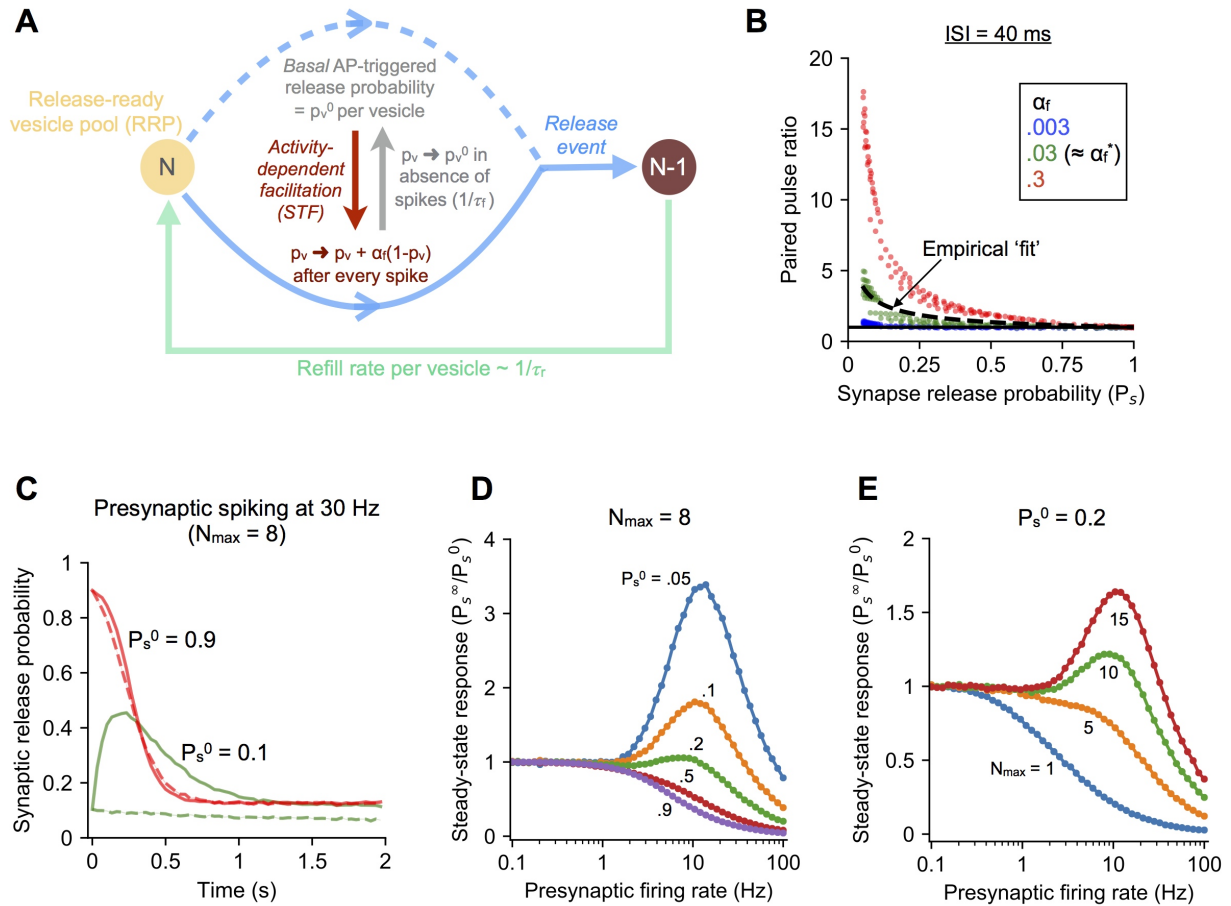 A
Basal AP-triggered
release probability
= pᵥ⁰ per vesicle
Release-ready
vesicle pool (RRP)
N
Activity-
dependent
facilitation
(STF)
pᵥ ➜ pᵥ⁰ in
absence of
spikes (1/τf)
Release
event
N-1
pᵥ ➜ pᵥ + αf(1-pᵥ)
after every spike
Refill rate per vesicle ~ 1/τr
B
ISI = 40 ms
Paired pulse ratio
20
15
10
5
0
αf
.003
.03 (≈ αf*)
.3
Empirical ‘fit’
0 0.25 0.5 0.75 1
Synapse release probability (Pₛ)
C
Presynaptic spiking at 30 Hz
(Nmax = 8)
Synaptic release probability
1
0.8
0.6
0.4
0.2
0
Pₛ⁰ = 0.9
Pₛ⁰ = 0.1
0 0.5 1 1.5 2
Time (s)
D
Nmax = 8
Steady-state response (Pₛ^∞/Pₛ⁰)
4
3
2
1
0
Pₛ⁰ = .05
.1
.2
.5
.9
0.1 1 10 100
Presynaptic firing rate (Hz)
E
Pₛ⁰ = 0.2
Steady-state response (Pₛ^∞/Pₛ⁰)
2
1.5
1
0.5
0
15
10
5
Nmax = 1
0.1 1 10 100
Presynaptic firing rate (Hz)